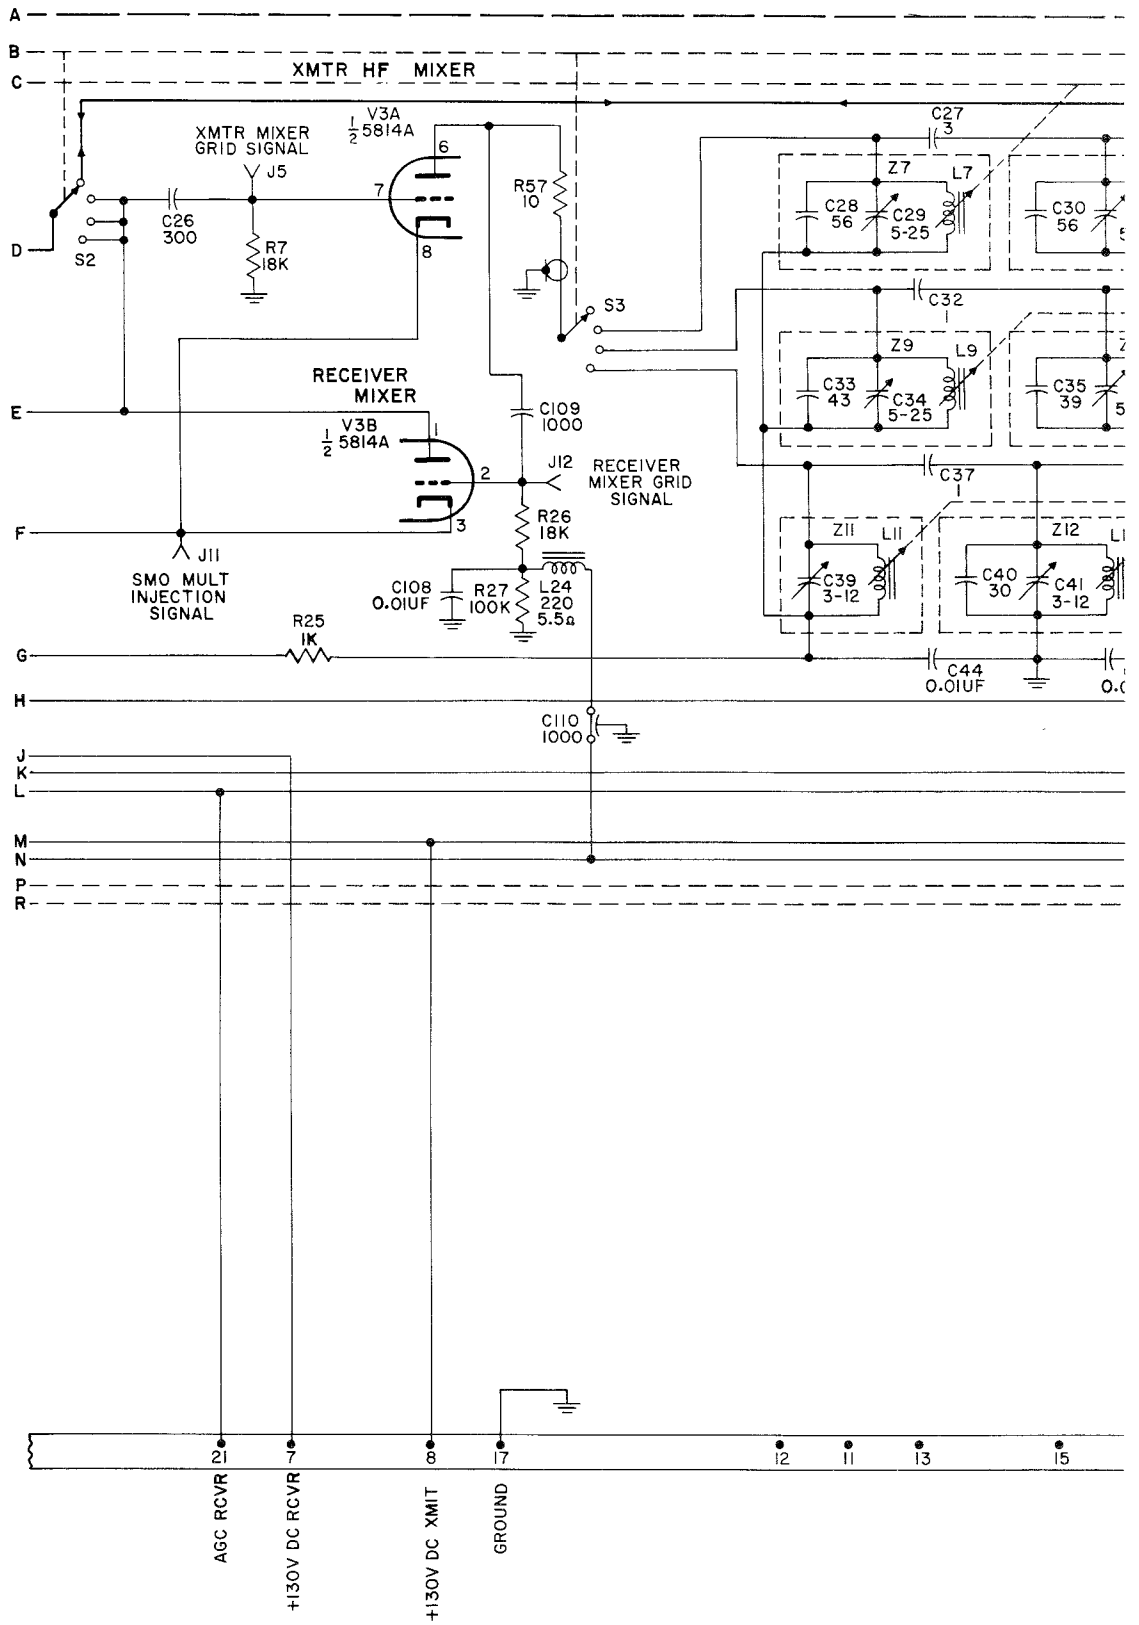 A
B
C
XMTR HF MIXER
V3A
1/2 5814A
XMTR MIXER
GRID SIGNAL
J5
6
7
8
C26
300
R7
18K
D
S2
R57
10
S3
C27
3
Z7
L7
C28
56
C29
5-25
C30
56
5
C32
1
Z9
L9
C33
43
C34
5-25
C35
39
5
RECEIVER
MIXER
E
V3B
1/2 5814A
1
2
3
C109
1000
J12
RECEIVER
MIXER GRID
SIGNAL
C37
1
F
J11
SMO MULT
INJECTION
SIGNAL
R26
18K
C108
0.01UF
R27
100K
L24
220
5.5Ω
Z11
L11
C39
3-12
Z12
C40
30
C41
3-12
R25
1K
G
C44
0.01UF
H
C110
1000
J
K
L
M
N
P
R
21
7
8
17
12
11
13
15
AGC RCVR
+130V DC RCVR
+130V DC XMIT
GROUND